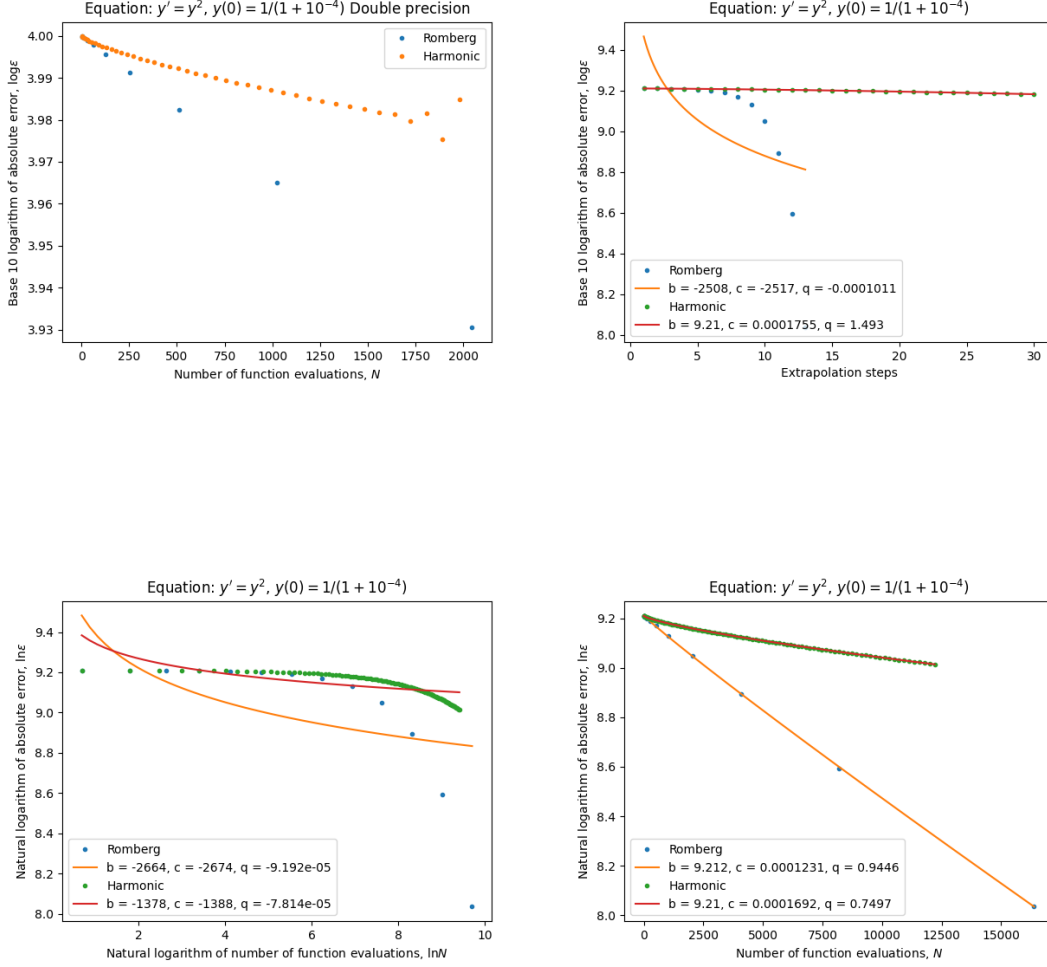 Equation: y′ = y², y(0) = 1/(1 + 10⁻⁴) Double precision
Base 10 logarithm of absolute error, logε
4.00
3.99
3.98
3.97
3.96
3.95
3.94
3.93
Romberg
Harmonic
0
250
500
750
1000
1250
1500
1750
2000
Number of function evaluations, N
Equation: y′ = y², y(0) = 1/(1 + 10⁻⁴)
Base 10 logarithm of absolute error, logε
9.4
9.2
9.0
8.8
8.6
8.4
8.2
8.0
Romberg
b = -2508, c = -2517, q = -0.0001011
Harmonic
b = 9.21, c = 0.0001755, q = 1.493
0
5
10
15
20
25
30
Extrapolation steps
Equation: y′ = y², y(0) = 1/(1 + 10⁻⁴)
Natural logarithm of absolute error, lnε
9.4
9.2
9.0
8.8
8.6
8.4
8.2
8.0
Romberg
b = -2664, c = -2674, q = -9.192e-05
Harmonic
b = -1378, c = -1388, q = -7.814e-05
2
4
6
8
10
Natural logarithm of number of function evaluations, lnN
Equation: y′ = y², y(0) = 1/(1 + 10⁻⁴)
Natural logarithm of absolute error, lnε
9.2
9.0
8.8
8.6
8.4
8.2
8.0
Romberg
b = 9.212, c = 0.0001231, q = 0.9446
Harmonic
b = 9.21, c = 0.0001692, q = 0.7497
0
2500
5000
7500
10000
12500
15000
Number of function evaluations, N